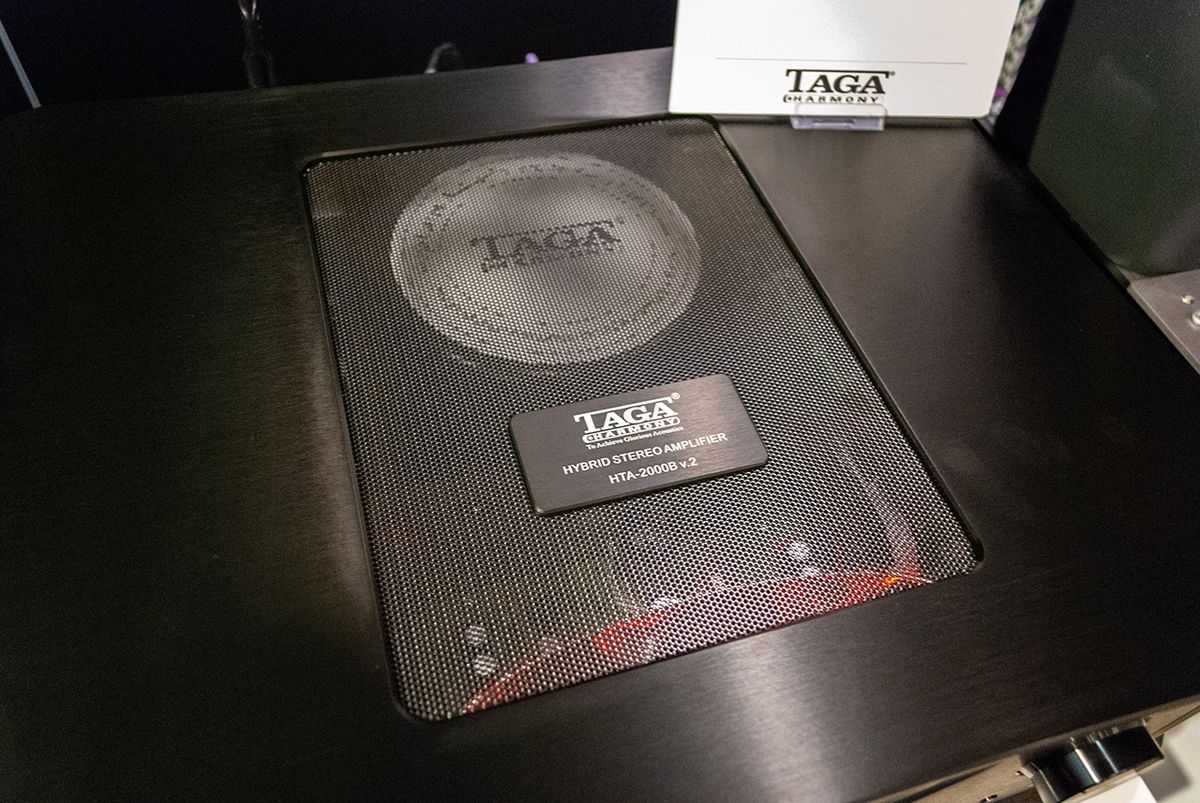 TAGA®
HARMONY
TAGA
TAGA®
HARMONY
To Achieve Glorious Acoustics
HYBRID STEREO AMPLIFIER
HTA-2000B v.2